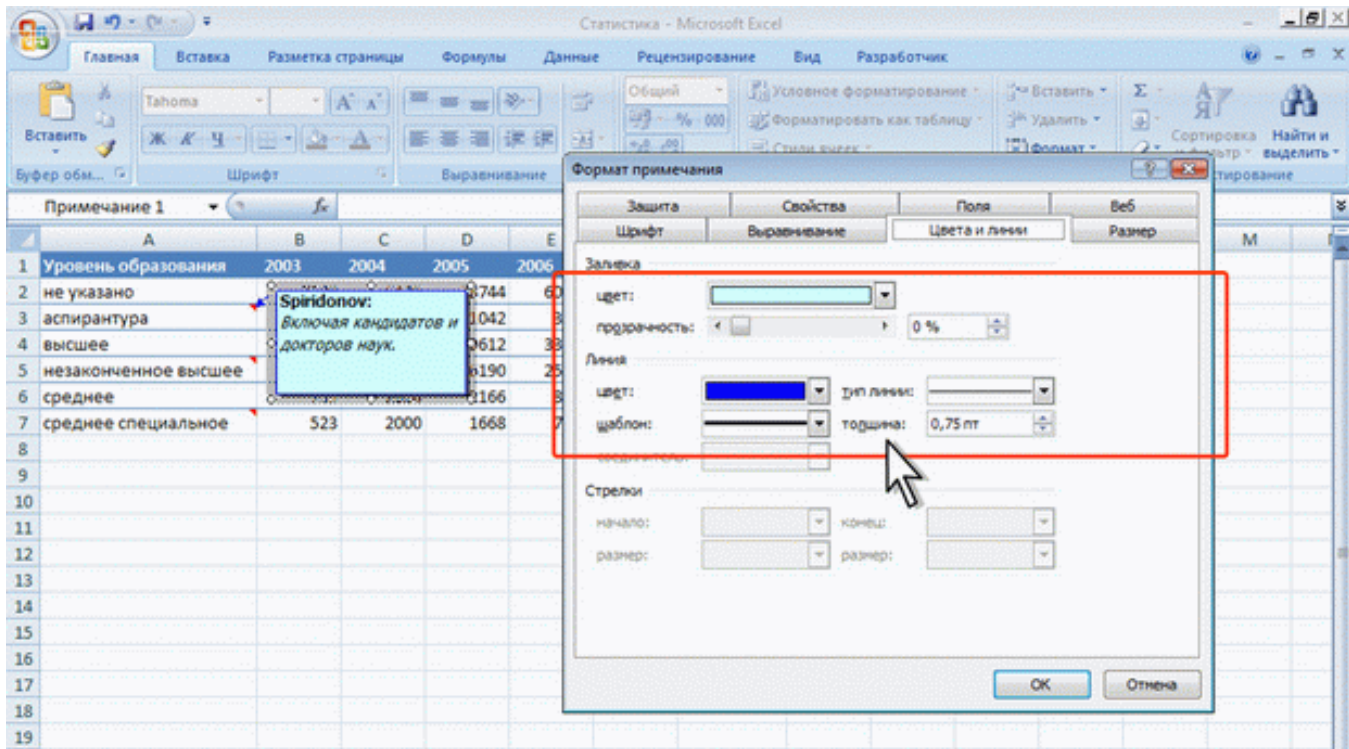 Статистика - Microsoft Excel
Главная Вставка Разметка страницы Формулы Данные Рецензирование Вид Разработчик
Вставить
Tahoma
Ж К Ч
Общий
% 000
Условное форматирование
Форматировать как таблицу
Стили ячеек
Вставить
Удалить
Формат
Σ
Сортировка
Найти и
выделить
Буфер обм... Шрифт Выравнивание
Примечание 1 fx
A B C D E M
1 Уровень образования 2003 2004 2005 2006
2 не указано
3 аспирантура 1042
4 высшее
5 незаконченное высшее
6 среднее
7 среднее специальное 523 2000 1668
8
9
10
11
12
13
14
15
16
17
18
19
Spiridonov:
Включая кандидатов и
докторов наук.
Формат примечания
Защита Свойства Поля Веб
Шрифт Выравнивание Цвета и линии Размер
Заливка
цвет:
прозрачность: 0 %
Линия
цвет: тип линии:
шаблон: толщина: 0,75 пт
соединитель:
Стрелки
начало: конец:
размер: размер:
OK Отмена